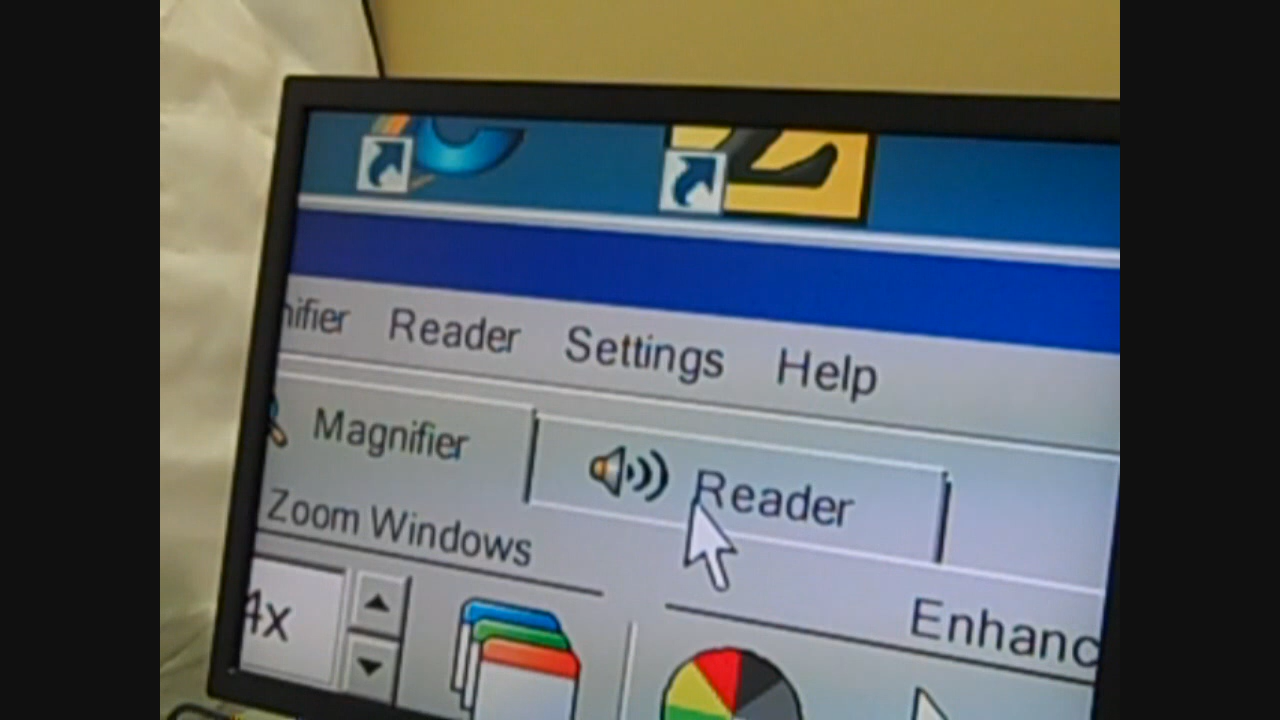 nifier Reader Settings Help
Magnifier Reader
Zoom Windows
Enhanc
4x